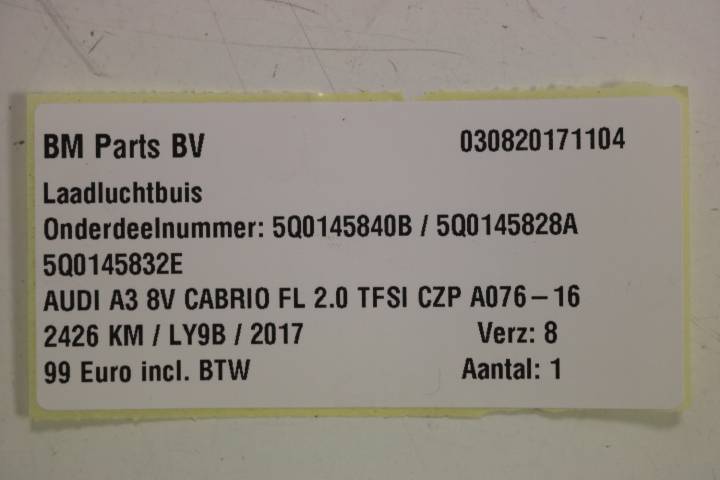 BM Parts BV 030820171104
Laadluchtbuis
Onderdeelnummer: 5Q0145840B / 5Q0145828A
5Q0145832E
AUDI A3 8V CABRIO FL 2.0 TFSI CZP A076-16
2426 KM / LY9B / 2017 Verz: 8
99 Euro incl. BTW Aantal: 1